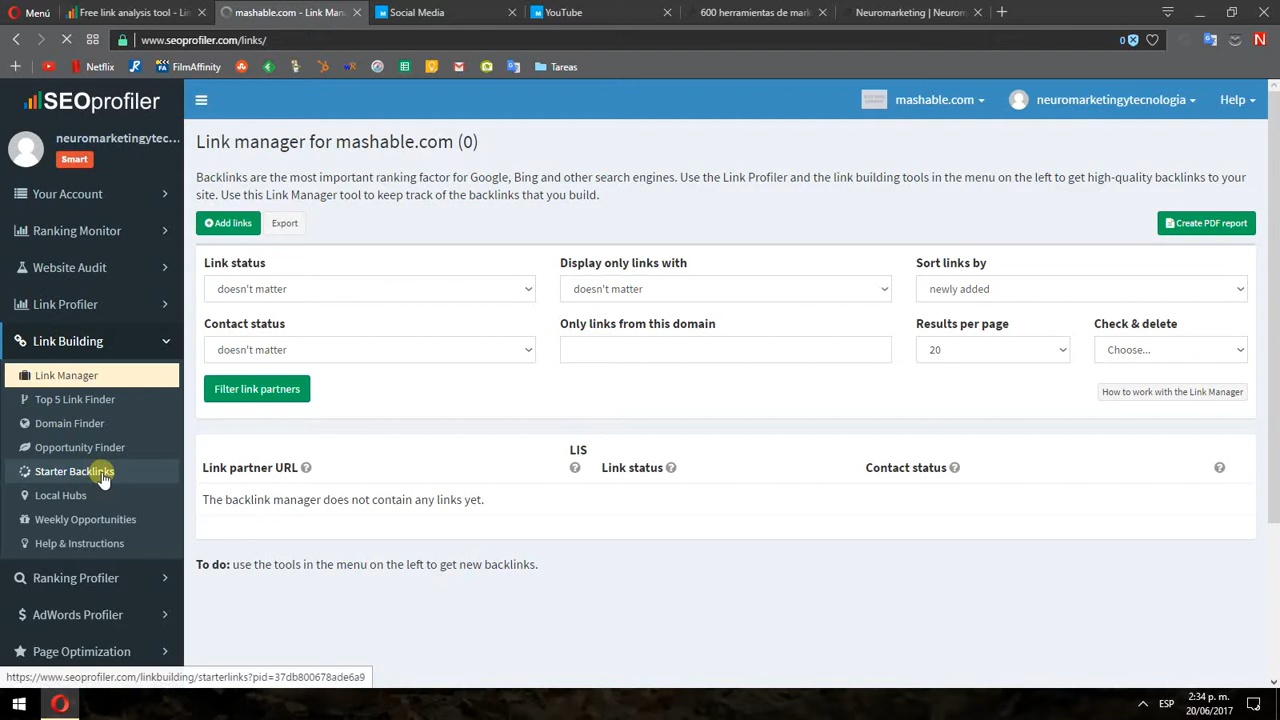 Menú
Free link analysis tool - Lin
mashable.com - Link Man
Social Media
YouTube
600 herramientas de mark
Neuromarketing | Neurom
www.seoprofiler.com/links/
0
Netflix
FilmAffinity
Tareas
SEOprofiler
mashable.com
neuromarketingytecnologia
Help
neuromarketingytec...
Smart
Your Account
Ranking Monitor
Website Audit
Link Profiler
Link Building
Link Manager
Top 5 Link Finder
Domain Finder
Opportunity Finder
Starter Backlinks
Local Hubs
Weekly Opportunities
Help & Instructions
Ranking Profiler
AdWords Profiler
Page Optimization
Link manager for mashable.com (0)
Backlinks are the most important ranking factor for Google, Bing and other search engines. Use the Link Profiler and the link building tools in the menu on the left to get high-quality backlinks to your
site. Use this Link Manager tool to keep track of the backlinks that you build.
Add links
Export
Create PDF report
Link status
Display only links with
Sort links by
doesn't matter
doesn't matter
newly added
Contact status
Only links from this domain
Results per page
Check & delete
doesn't matter
20
Choose...
Filter link partners
How to work with the Link Manager
Link partner URL
LIS
Link status
Contact status
The backlink manager does not contain any links yet.
To do: use the tools in the menu on the left to get new backlinks.
https://www.seoprofiler.com/linkbuilding/starterlinks?pid=37db800678ade6a9
ESP
2:34 p. m.
20/06/2017